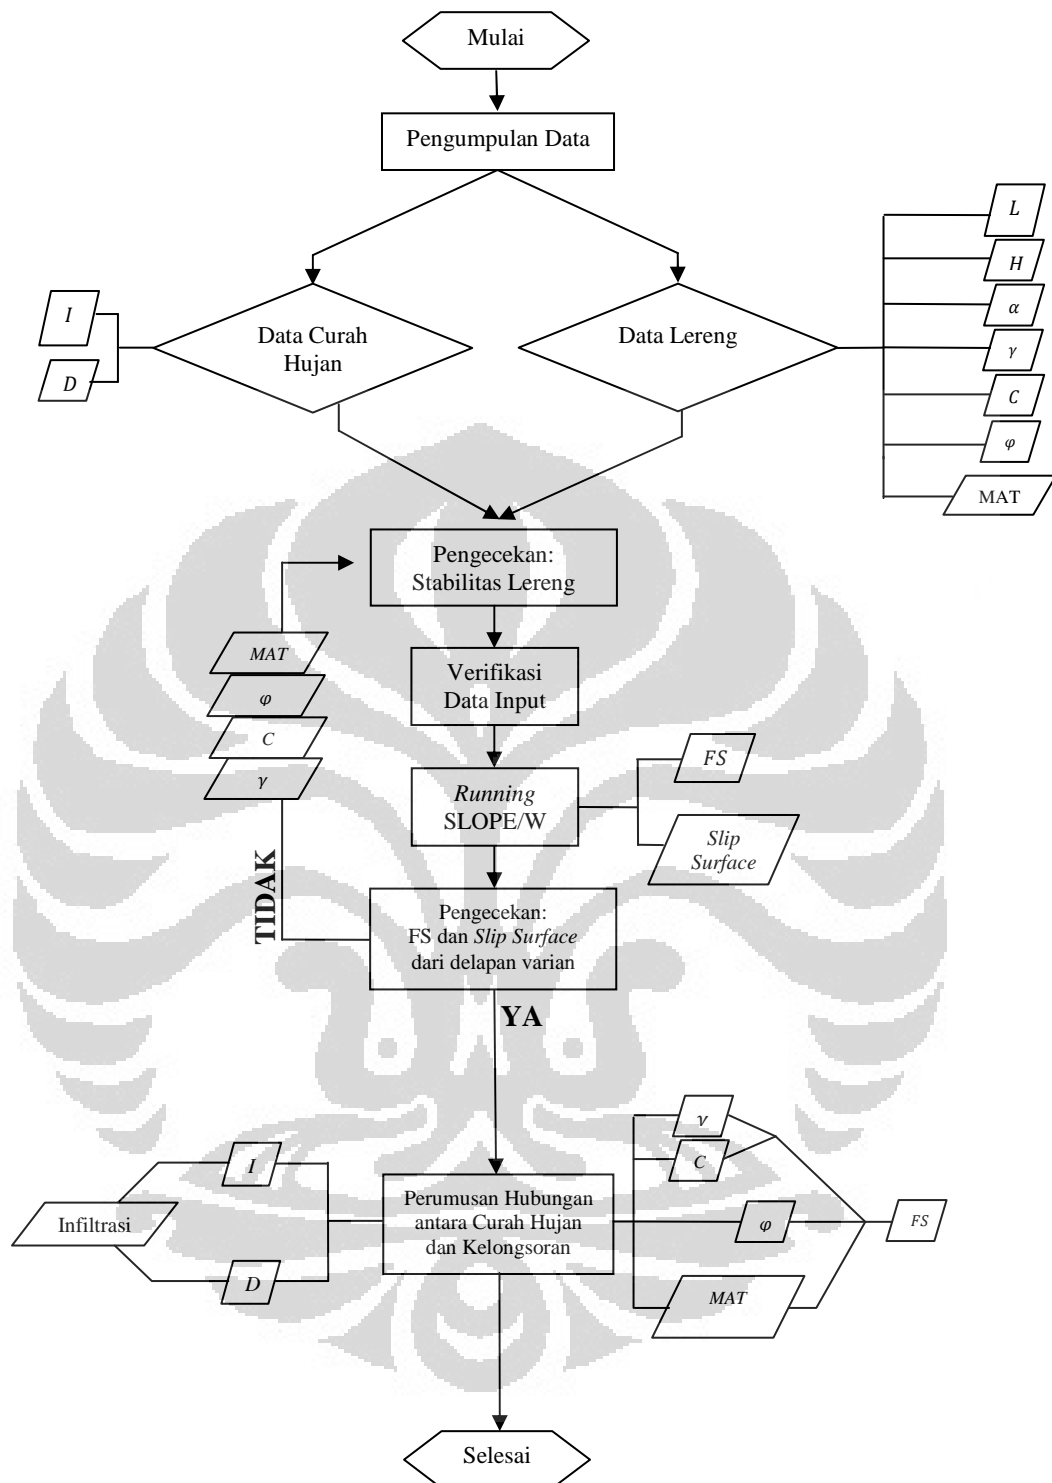 Mulai
Pengumpulan Data
Data Curah
Hujan
I
D
Data Lereng
L
H
α
γ
C
φ
MAT
Pengecekan:
Stabilitas Lereng
MAT
φ
C
γ
TIDAK
Verifikasi
Data Input
Running
SLOPE/W
FS
Slip
Surface
Pengecekan:
FS dan Slip Surface
dari delapan varian
YA
Infiltrasi
I
D
Perumusan Hubungan
antara Curah Hujan
dan Kelongsoran
γ
C
φ
MAT
FS
Selesai